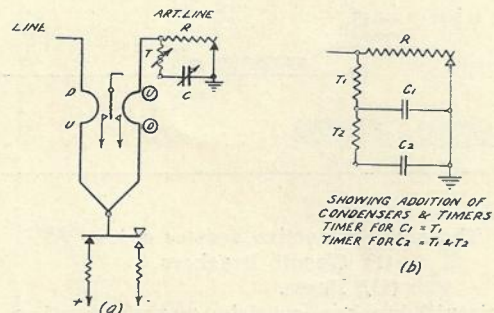 LINE
ART. LINE
R
T
C
D
U
U
D
+
-
(a)
R
T1
C1
T2
C2
SHOWING ADDITION OF
CONDENSERS & TIMERS
TIMER FOR C1 = T1
TIMER FOR C2 = T1 & T2
(b)